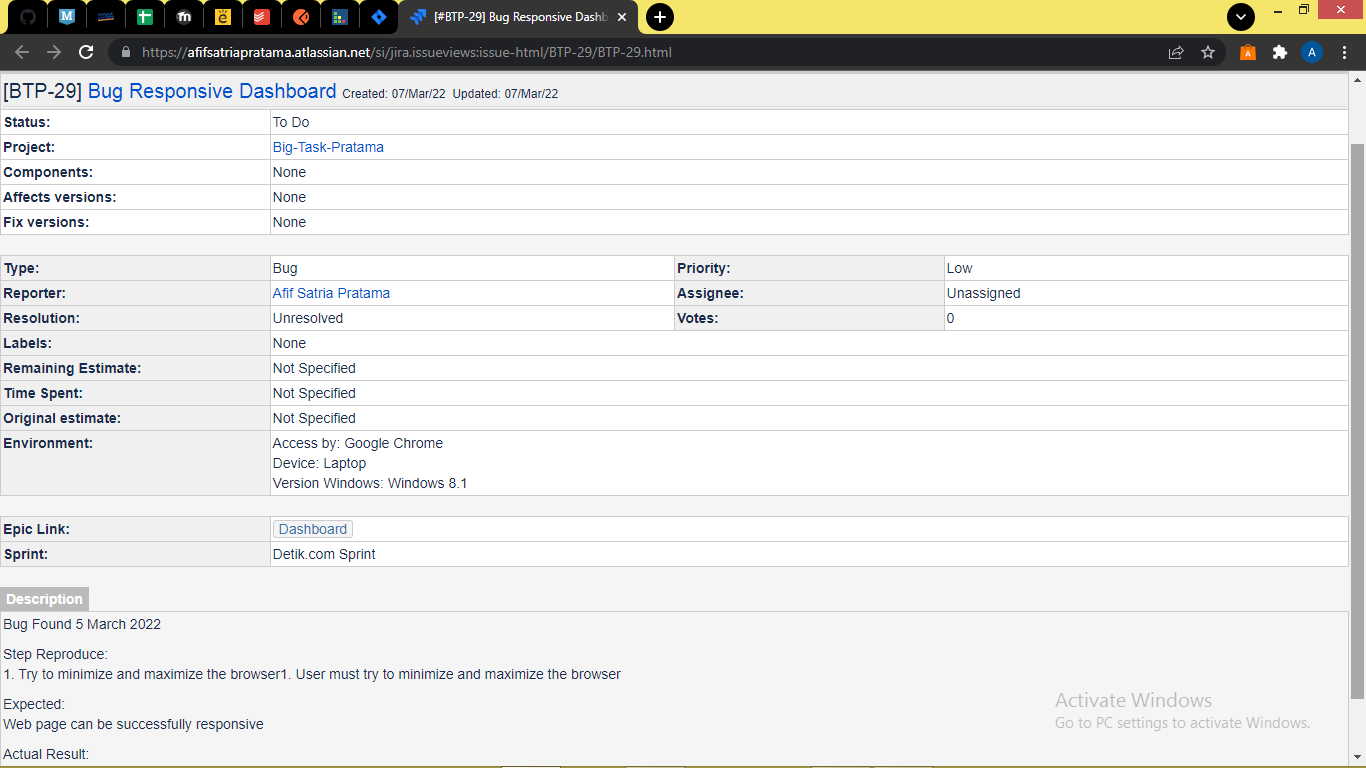 [#BTP-29] Bug Responsive Dashb
https://afifsatriapratama.atlassian.net/si/jira.issueviews:issue-html/BTP-29/BTP-29.html
A
[BTP-29] Bug Responsive Dashboard Created: 07/Mar/22 Updated: 07/Mar/22
Status: To Do
Project: Big-Task-Pratama
Components: None
Affects versions: None
Fix versions: None
Type: Bug Priority: Low
Reporter: Afif Satria Pratama Assignee: Unassigned
Resolution: Unresolved Votes: 0
Labels: None
Remaining Estimate: Not Specified
Time Spent: Not Specified
Original estimate: Not Specified
Environment: Access by: Google Chrome
Device: Laptop
Version Windows: Windows 8.1
Epic Link: Dashboard
Sprint: Detik.com Sprint
Description
Bug Found 5 March 2022
Step Reproduce:
1. Try to minimize and maximize the browser1. User must try to minimize and maximize the browser
Expected:
Web page can be successfully responsive
Actual Result:
Activate Windows
Go to PC settings to activate Windows.